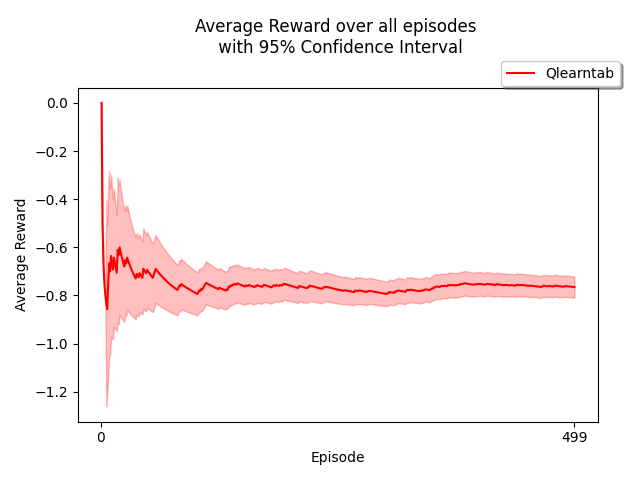 Average Reward over all episodes
with 95% Confidence Interval
Qlearntab
0.0
−0.2
−0.4
−0.6
−0.8
−1.0
−1.2
Average Reward
0
499
Episode